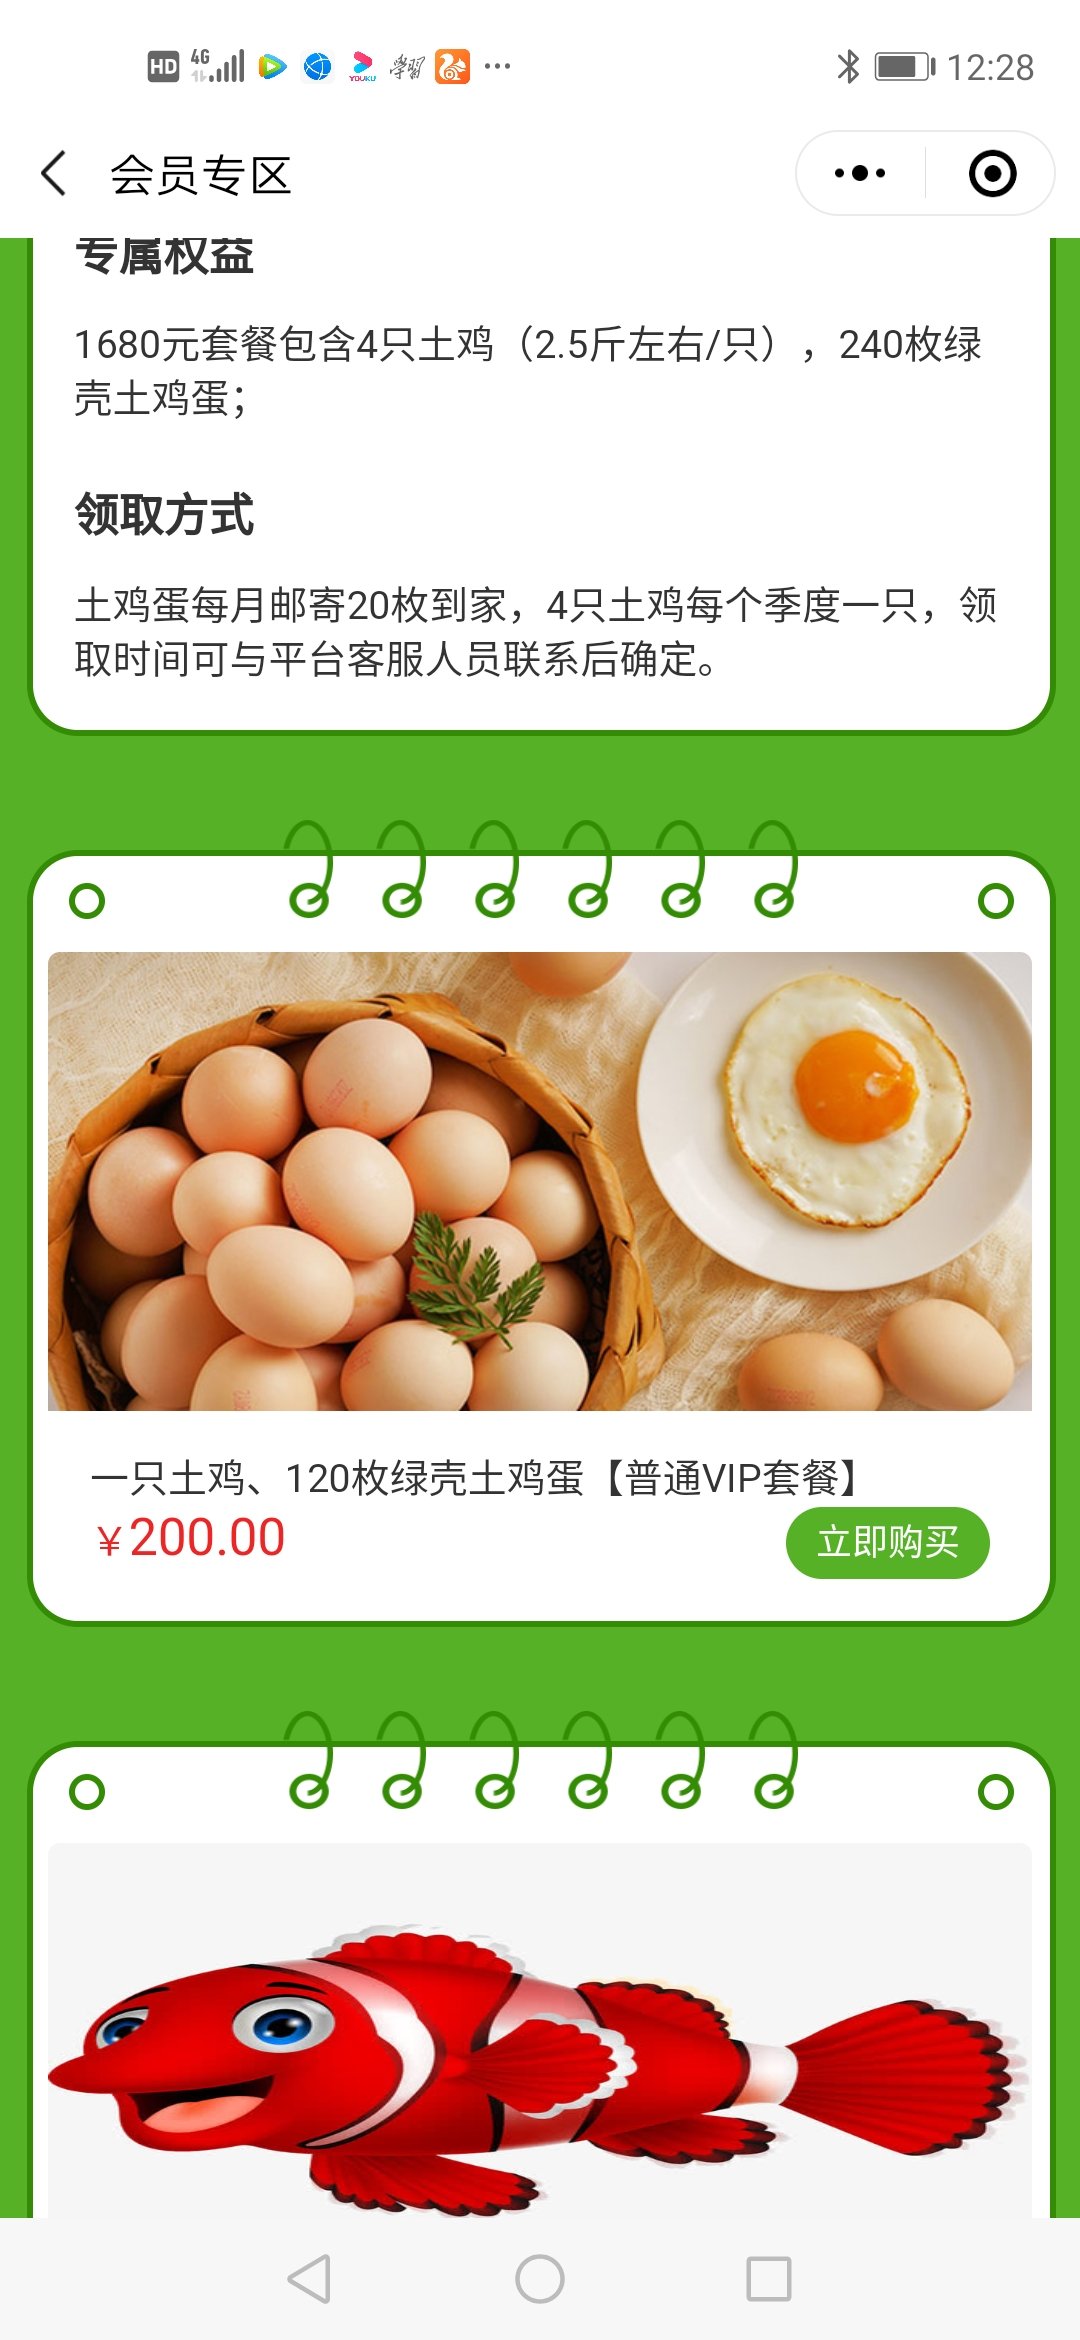 HD 4G YOUKU 學習 12:28
会员专区
专属权益
1680元套餐包含4只土鸡（2.5斤左右/只），240枚绿
壳土鸡蛋；
领取方式
土鸡蛋每月邮寄20枚到家，4只土鸡每个季度一只，领
取时间可与平台客服人员联系后确定。
一只土鸡、120枚绿壳土鸡蛋【普通VIP套餐】
￥200.00
立即购买